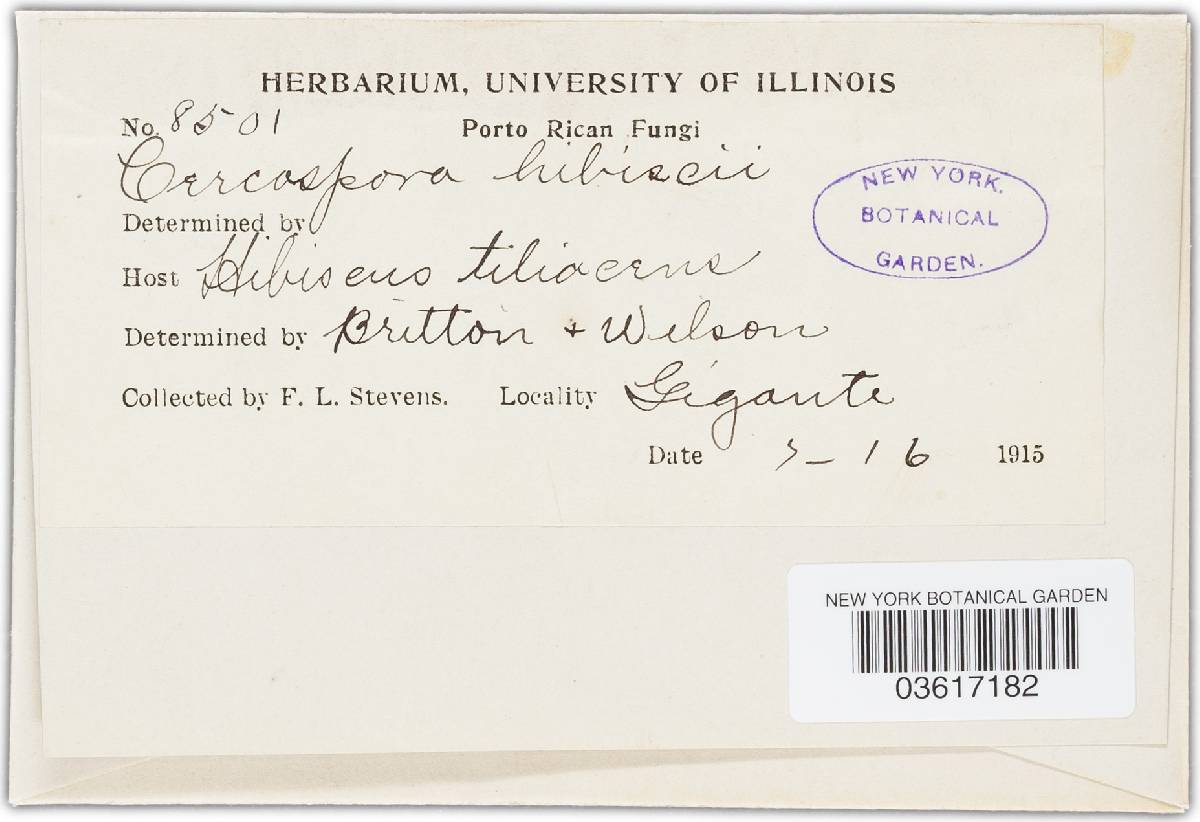 HERBARIUM, UNIVERSITY OF ILLINOIS
No. 8501 Porto Rican Fungi
Cercospora hibiscii
Determined by
Host Hibiscus tiliaceus
Determined by Britton + Wilson
Collected by F. L. Stevens. Locality Gigante
Date 7-16 1915
NEW YORK
BOTANICAL
GARDEN.
NEW YORK BOTANICAL GARDEN
03617182